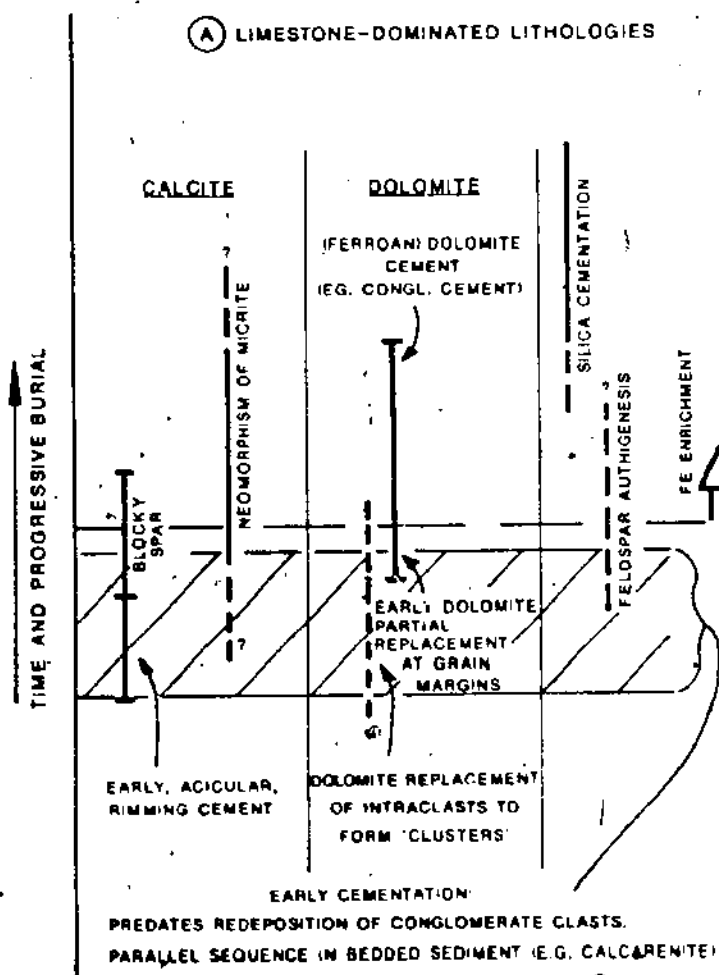 A LIMESTONE-DOMINATED LITHOLOGIES
CALCITE
DOLOMITE
(FERROAN) DOLOMITE
CEMENT
(EG. CONGL. CEMENT)
SILICA CEMENTATION
?
NEOMORPHISM OF MICRITE
?
TIME AND PROGRESSIVE BURIAL
?
BLOCKY
SPAR
?
FELDSPAR AUTHIGENESIS
FE ENRICHMENT
EARLY DOLOMITE
PARTIAL
REPLACEMENT
AT GRAIN
MARGINS
EARLY, ACICULAR,
RIMMING CEMENT
DOLOMITE REPLACEMENT
OF INTRACLASTS TO
FORM 'CLUSTERS'
EARLY CEMENTATION
PREDATES REDEPOSITION OF CONGLOMERATE CLASTS.
PARALLEL SEQUENCE IN BEDDED SEDIMENT (E.G. CALCARENITE)